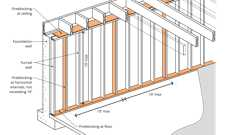 Fireblocking
at ceiling
Foundation
wall
Furred
wall
Fireblocking
at horizontal
intervals, not
exceeding 10'
10' max
10' max
10' max
Fireblocking at floor